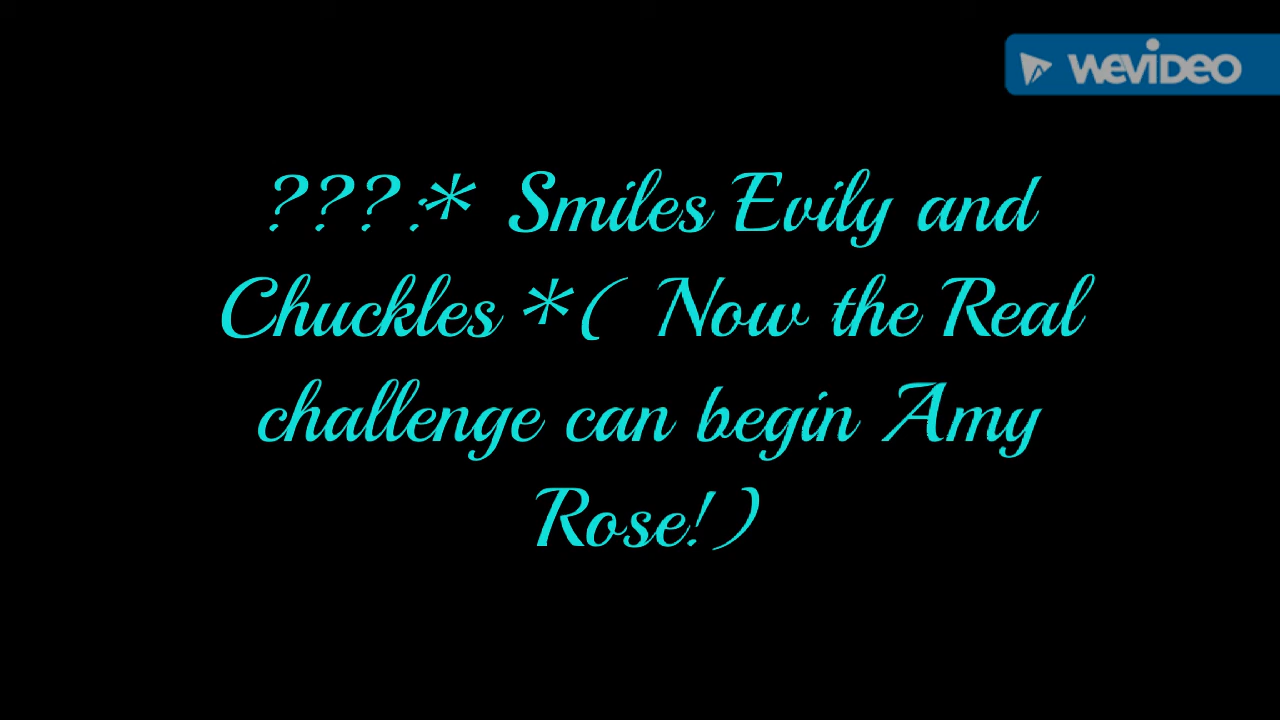 WEVIDEO
???:* Smiles Evily and
Chuckles *( Now the Real
challenge can begin Amy
Rose!)